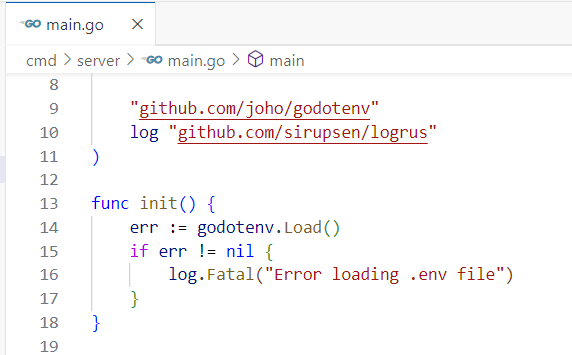 GO main.go ×
cmd > server > GO main.go > main
8
9 "github.com/joho/godotenv"
10 log "github.com/sirupsen/logrus"
11 )
12
13 func init() {
14 err := godotenv.Load()
15 if err != nil {
16 log.Fatal("Error loading .env file")
17 }
18 }
19